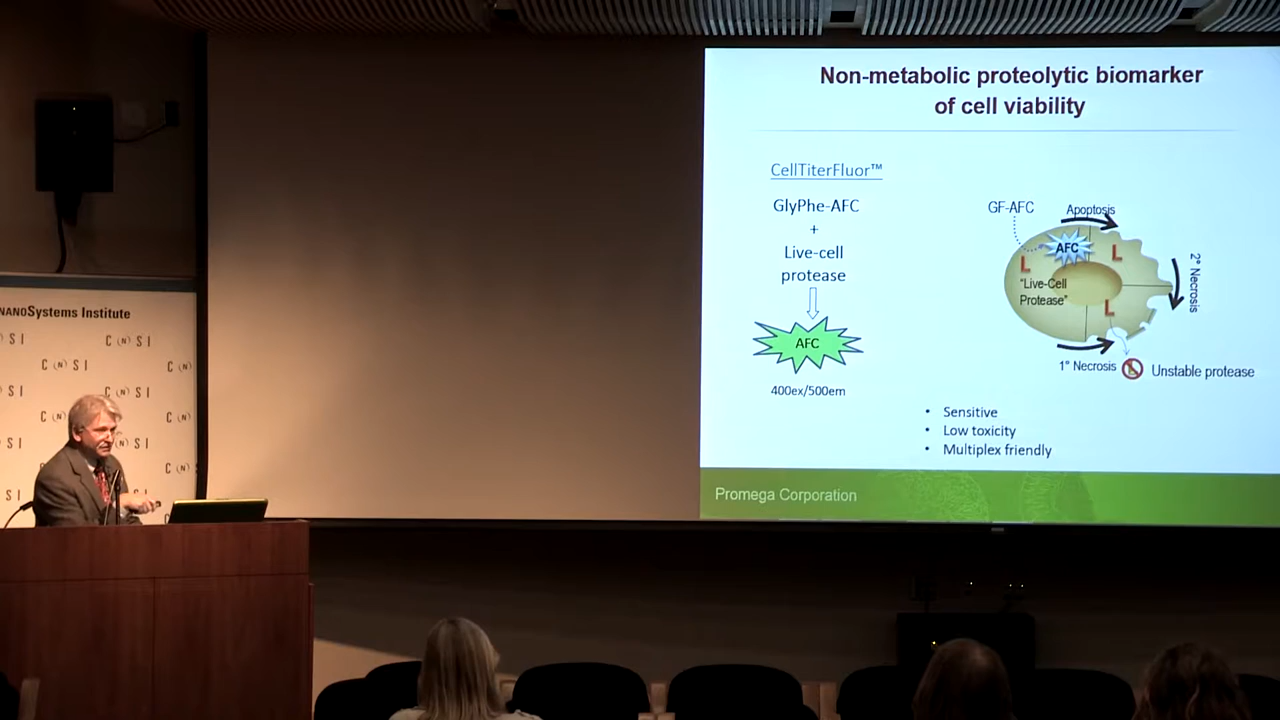 Non-metabolic proteolytic biomarker
of cell viability
CellTiterFluor™
GlyPhe-AFC
+
Live-cell
protease
AFC
400ex/500em
GF-AFC
Apoptosis
AFC
L
L
"Live-Cell
Protease"
L
2° Necrosis
1° Necrosis
Unstable protease
• Sensitive
• Low toxicity
• Multiplex friendly
Promega Corporation
NANOSystems Institute
S I
C (N) S I
C (N) S I
C (N)
S I
C (N) S I
C (N)
C (N)
S I
(N) S I
C (N)
S I